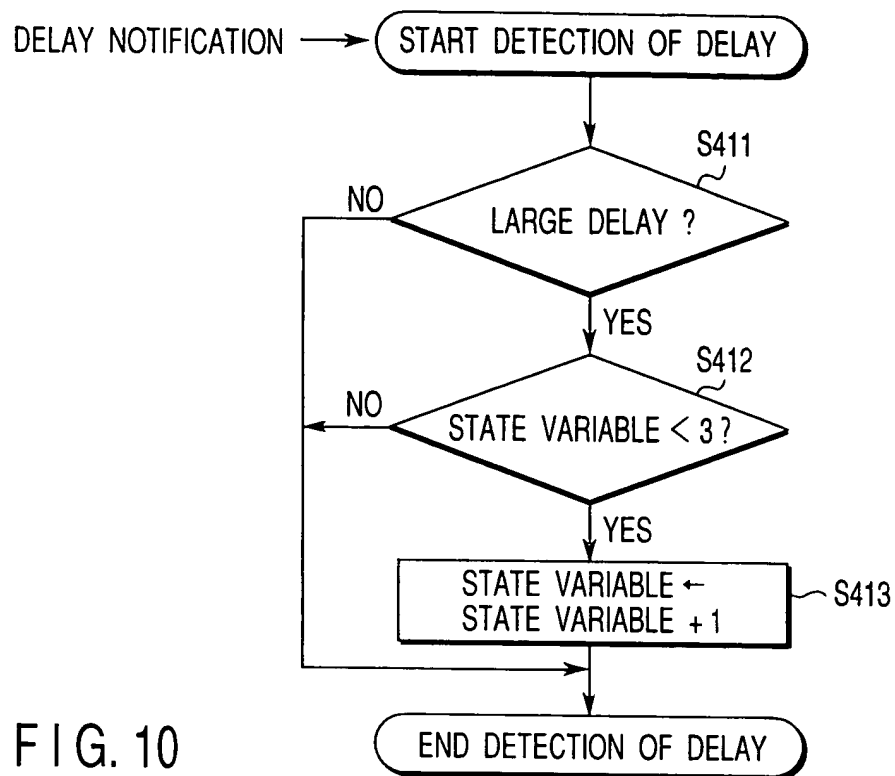 DELAY NOTIFICATION
START DETECTION OF DELAY
S411
NO
LARGE DELAY ?
YES
S412
NO
STATE VARIABLE < 3 ?
YES
STATE VARIABLE ←
STATE VARIABLE + 1
S413
END DETECTION OF DELAY
FIG. 10